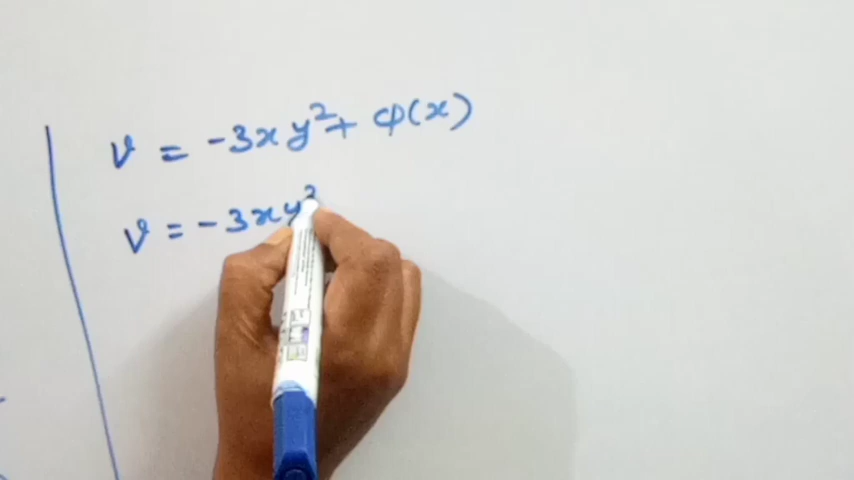 v = -3xy² + φ(x)
v = -3xy²